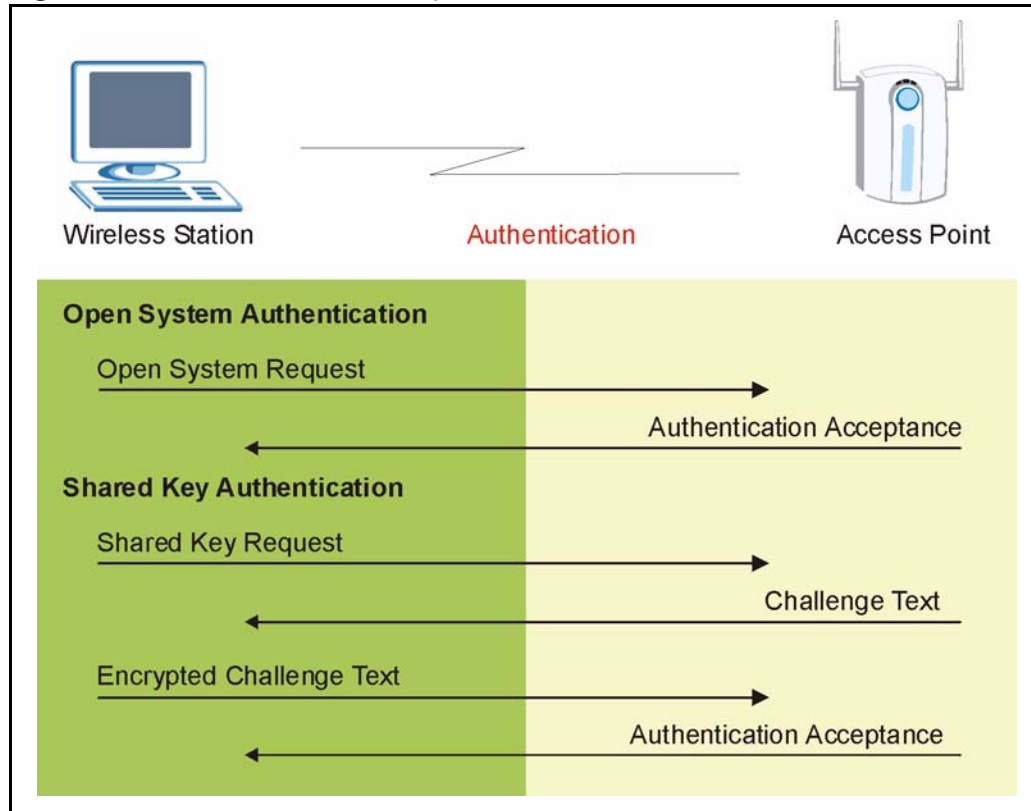 Wireless Station
Authentication
Access Point
Open System Authentication
Open System Request
Authentication Acceptance
Shared Key Authentication
Shared Key Request
Challenge Text
Encrypted Challenge Text
Authentication Acceptance